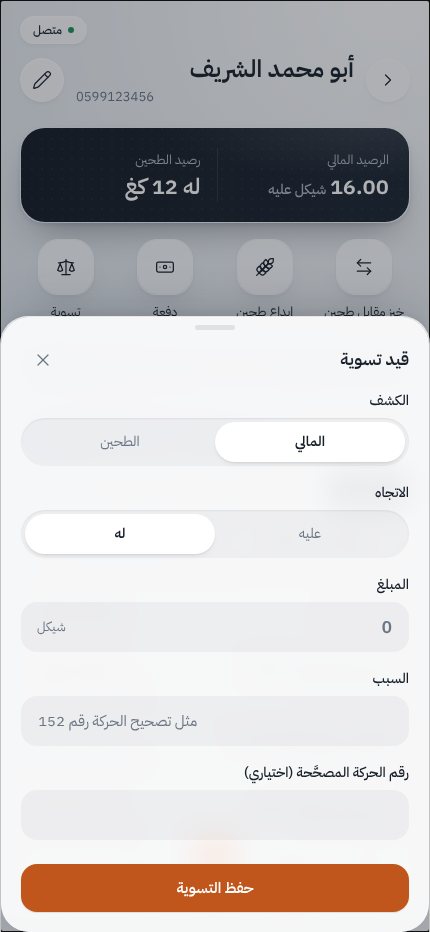 متصل
أبو محمد الشريف
0599123456
الرصيد المالي
16.00 شيكل عليه
رصيد الطحين
له 12 كغ
خبز مقابل طحين
إيداع طحين
دفعة
تسوية
قيد تسوية
الكشف
المالي
الطحين
الاتجاه
عليه
له
المبلغ
0
شيكل
السبب
مثل تصحيح الحركة رقم 152
رقم الحركة المصحَّحة (اختياري)
حفظ التسوية